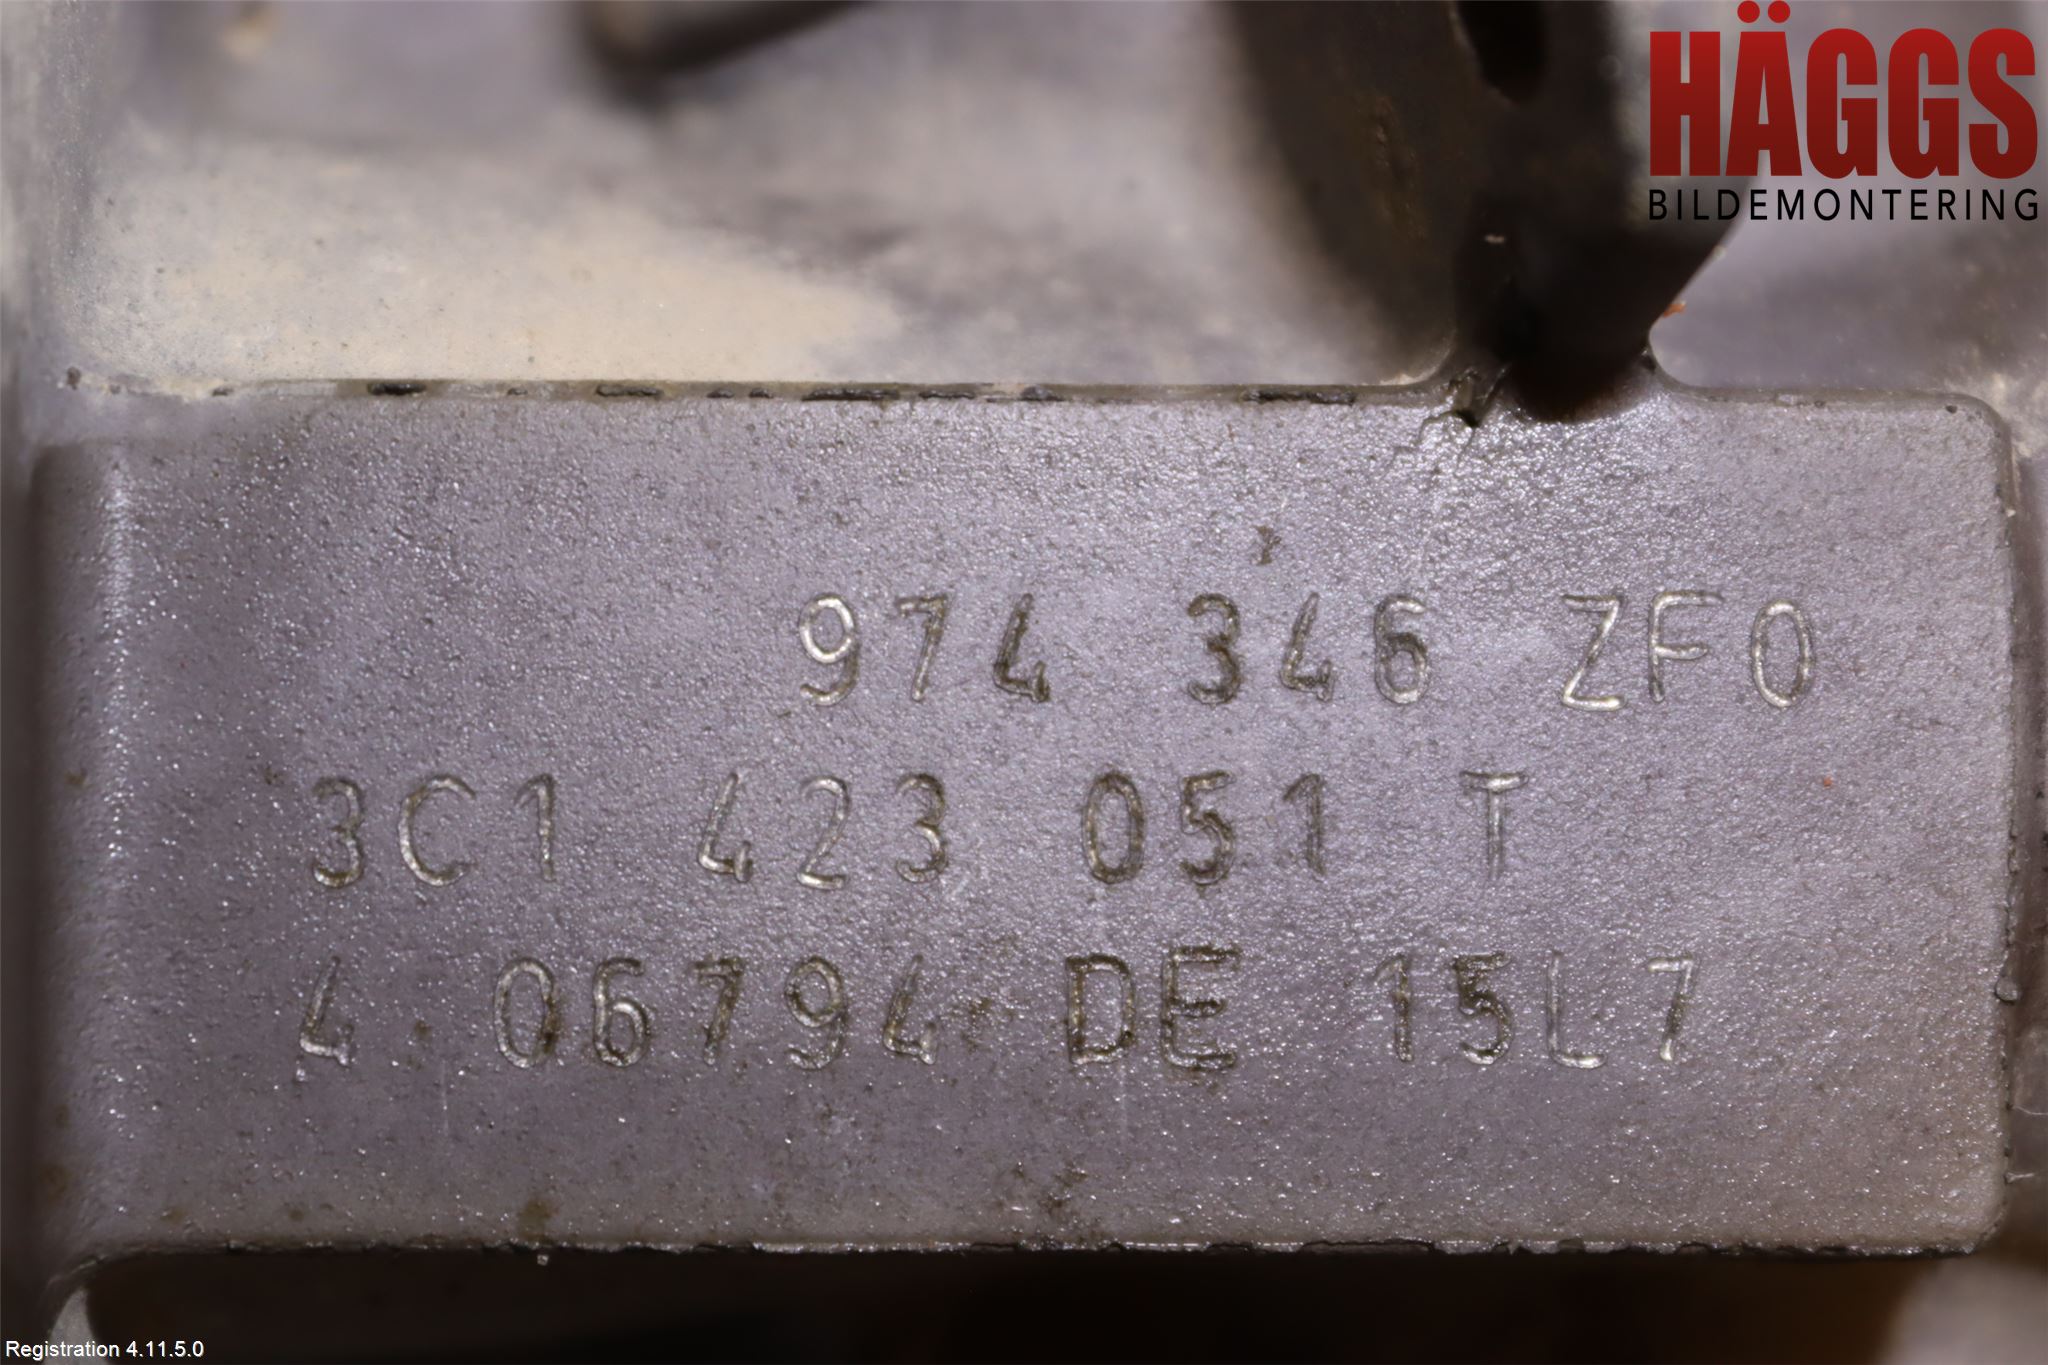 HÄGGS
BILDEMONTERING
974 346 ZF0
3C1 423 051 T
4 06794 DE 15L7
Registration 4.11.5.0